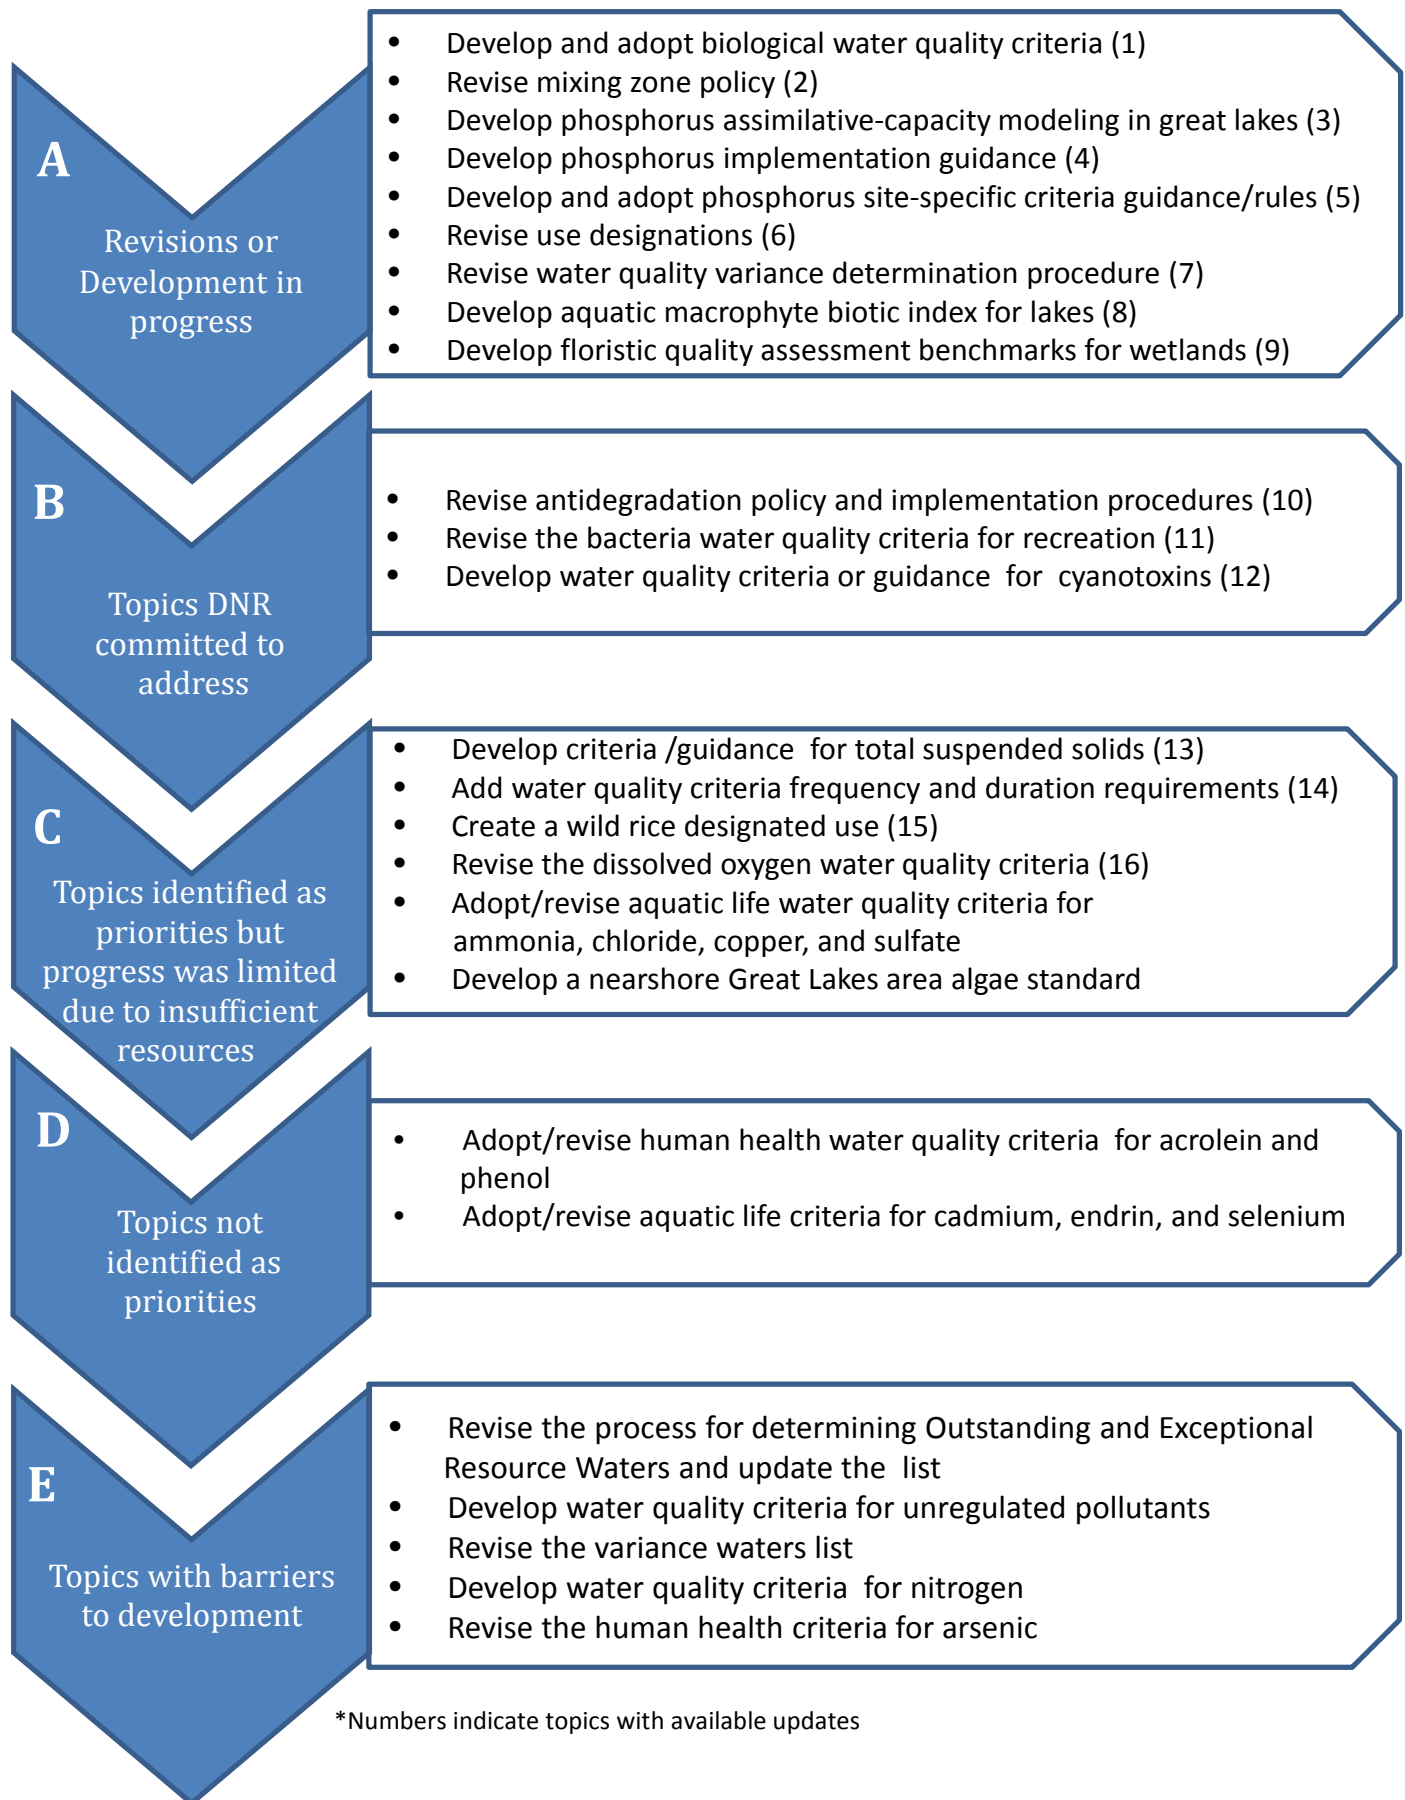 A
Revisions or
Development in
progress
• Develop and adopt biological water quality criteria (1)
• Revise mixing zone policy (2)
• Develop phosphorus assimilative-capacity modeling in great lakes (3)
• Develop phosphorus implementation guidance (4)
• Develop and adopt phosphorus site-specific criteria guidance/rules (5)
• Revise use designations (6)
• Revise water quality variance determination procedure (7)
• Develop aquatic macrophyte biotic index for lakes (8)
• Develop floristic quality assessment benchmarks for wetlands (9)
B
Topics DNR
committed to
address
• Revise antidegradation policy and implementation procedures (10)
• Revise the bacteria water quality criteria for recreation (11)
• Develop water quality criteria or guidance for cyanotoxins (12)
C
Topics identified as
priorities but
progress was limited
due to insufficient
resources
• Develop criteria /guidance for total suspended solids (13)
• Add water quality criteria frequency and duration requirements (14)
• Create a wild rice designated use (15)
• Revise the dissolved oxygen water quality criteria (16)
• Adopt/revise aquatic life water quality criteria for
ammonia, chloride, copper, and sulfate
• Develop a nearshore Great Lakes area algae standard
D
Topics not
identified as
priorities
• Adopt/revise human health water quality criteria for acrolein and
phenol
• Adopt/revise aquatic life criteria for cadmium, endrin, and selenium
E
Topics with barriers
to development
• Revise the process for determining Outstanding and Exceptional
Resource Waters and update the list
• Develop water quality criteria for unregulated pollutants
• Revise the variance waters list
• Develop water quality criteria for nitrogen
• Revise the human health criteria for arsenic
*Numbers indicate topics with available updates